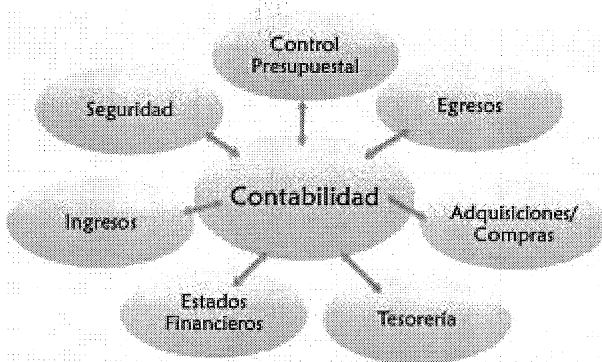 Control
Presupuestal
Seguridad
Egresos
Contabilidad
Ingresos
Adquisiciones/
Compras
Estados
Financieros
Tesorería